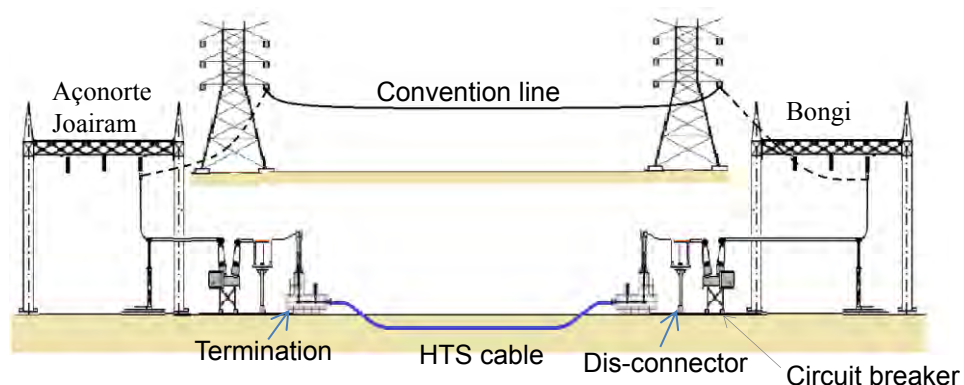 Convention line
Açonorte
Joairam
Bongi
Termination
HTS cable
Dis-connector
Circuit breaker